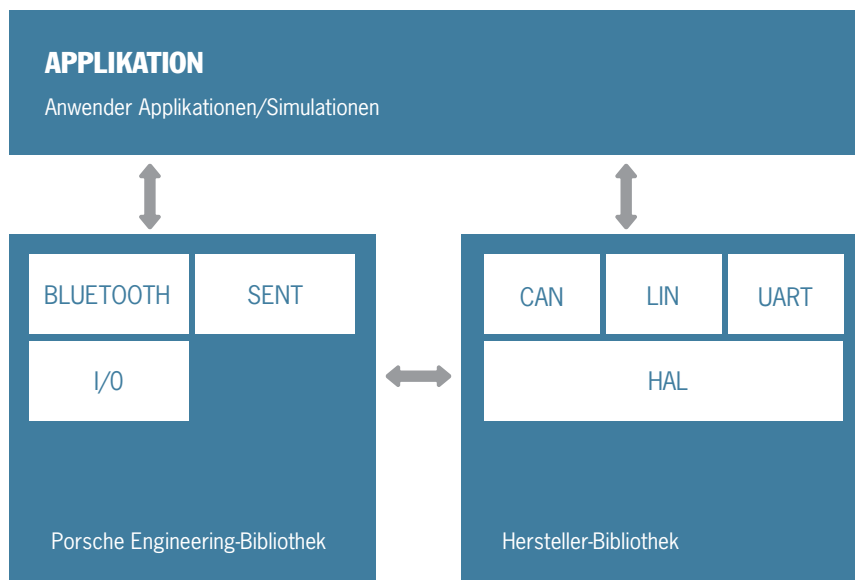 APPLIKATION
Anwender Applikationen/Simulationen
BLUETOOTH
SENT
I/O
Porsche Engineering-Bibliothek
CAN
LIN
UART
HAL
Hersteller-Bibliothek